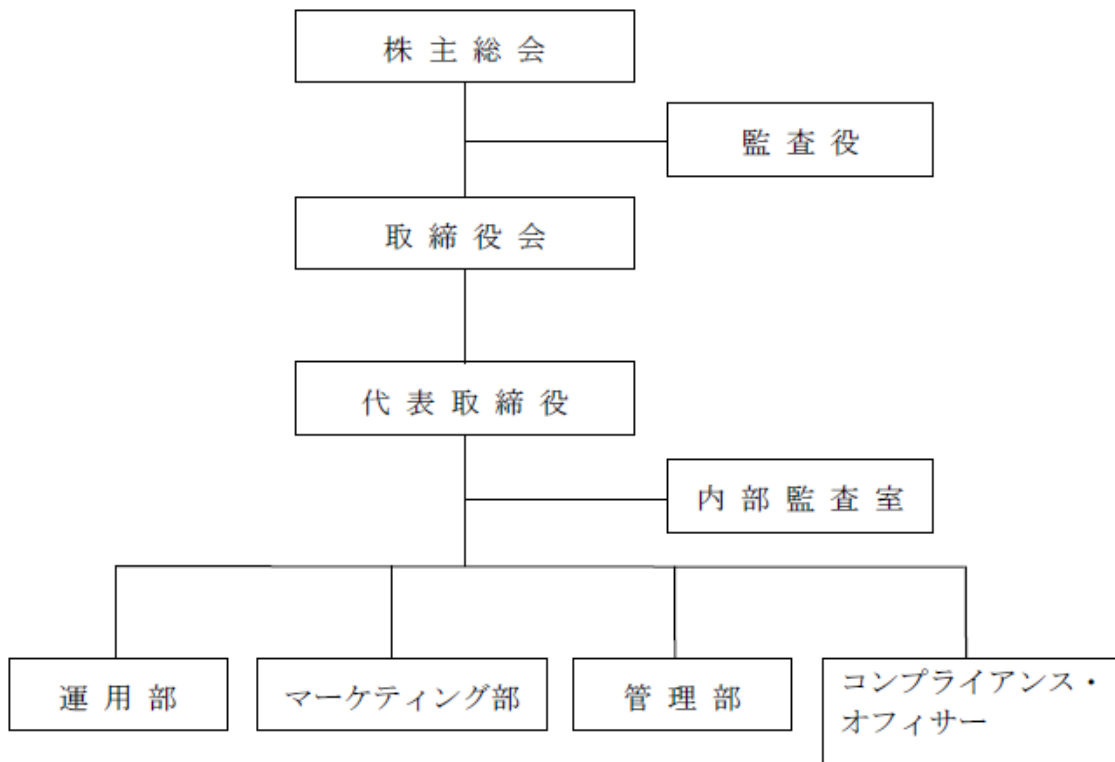 株主総会
監査役
取締役会
代表取締役
内部監査室
運用部
マーケティング部
管理部
コンプライアンス・
オフィサー